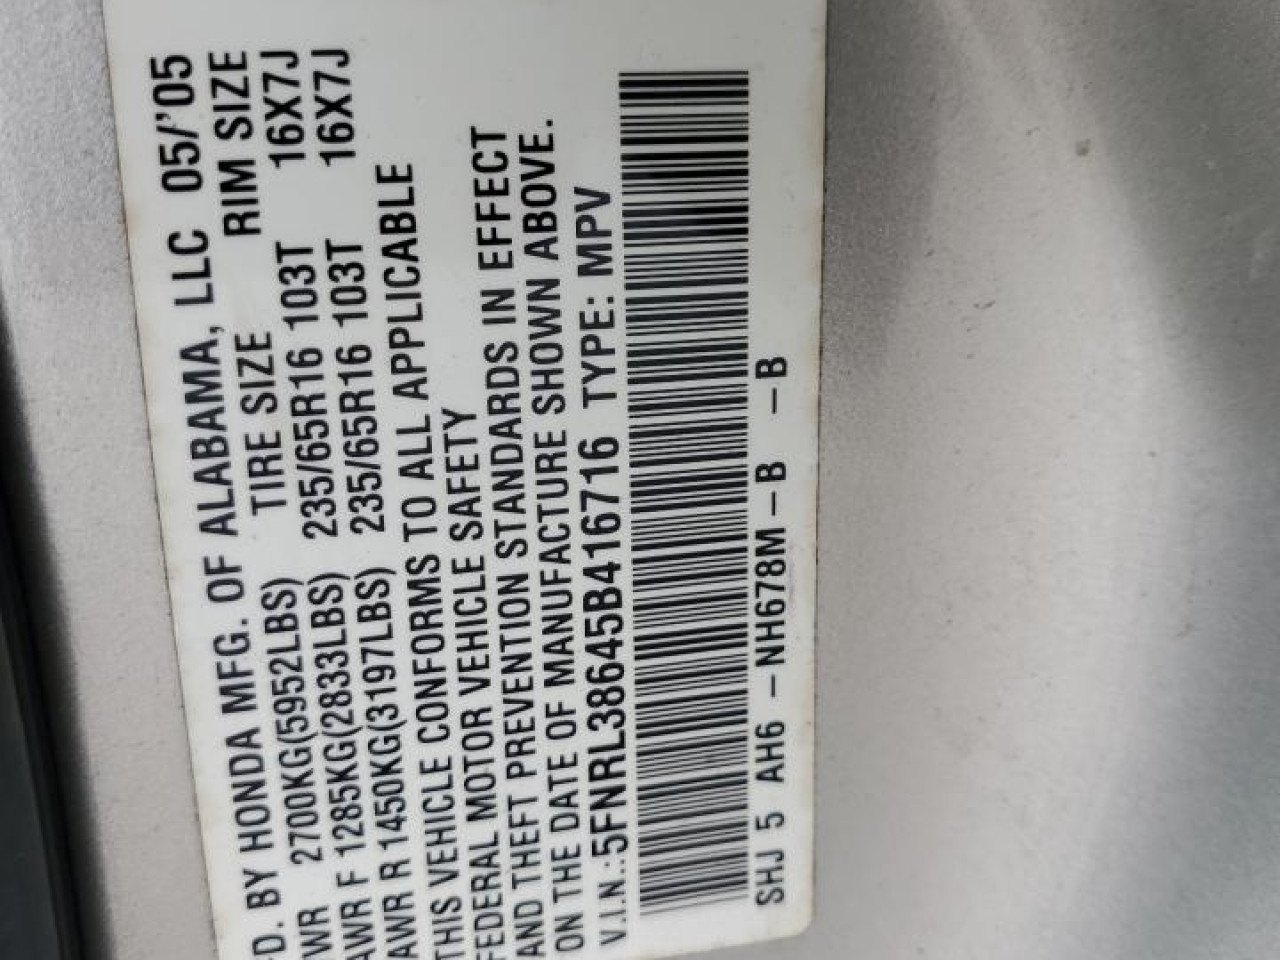 D. BY HONDA MFG. OF ALABAMA, LLC 05/'05
WR 2700KG(5952LBS) TIRE SIZE RIM SIZE
AWR F 1285KG(2833LBS) 235/65R16 103T 16X7J
AWR R 1450KG(3197LBS) 235/65R16 103T 16X7J
THIS VEHICLE CONFORMS TO ALL APPLICABLE
FEDERAL MOTOR VEHICLE SAFETY
AND THEFT PREVENTION STANDARDS IN EFFECT
ON THE DATE OF MANUFACTURE SHOWN ABOVE.
V.I.N.:5FNRL38645B416716 TYPE: MPV
SHJ 5 AH6 -NH678M-B -B